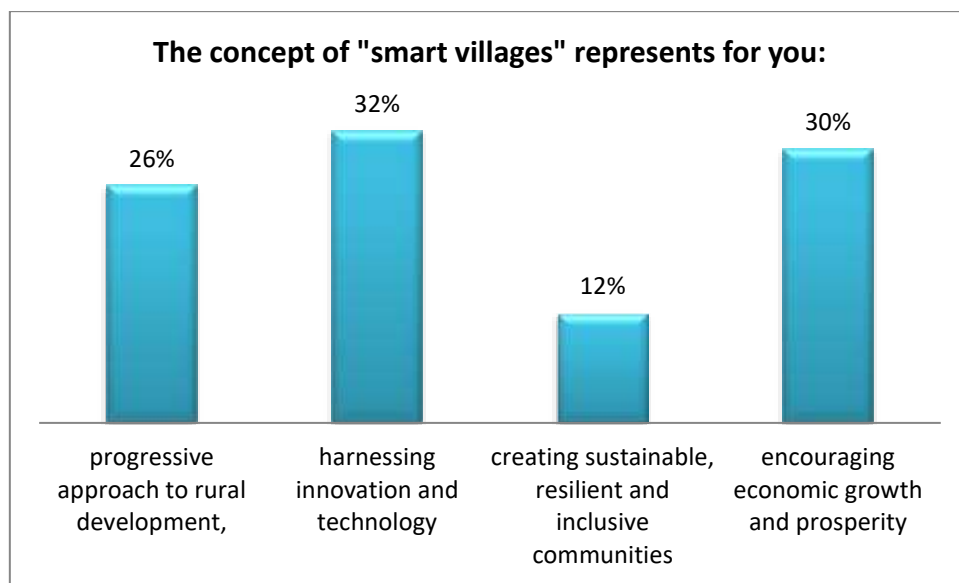 The concept of "smart villages" represents for you:
26%
32%
12%
30%
progressive
approach to rural
development,
harnessing
innovation and
technology
creating sustainable,
resilient and
inclusive
communities
encouraging
economic growth
and prosperity